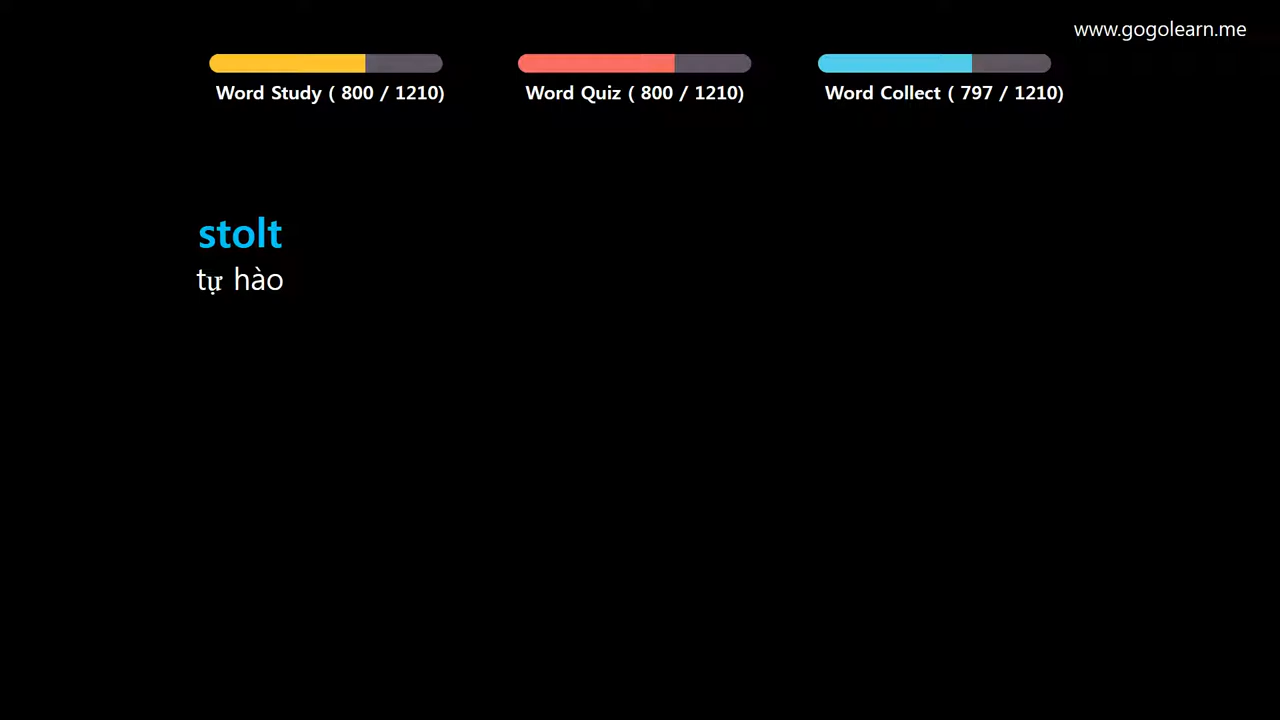 www.gogolearn.me
Word Study ( 800 / 1210)
Word Quiz ( 800 / 1210)
Word Collect ( 797 / 1210)
stolt
tự hào